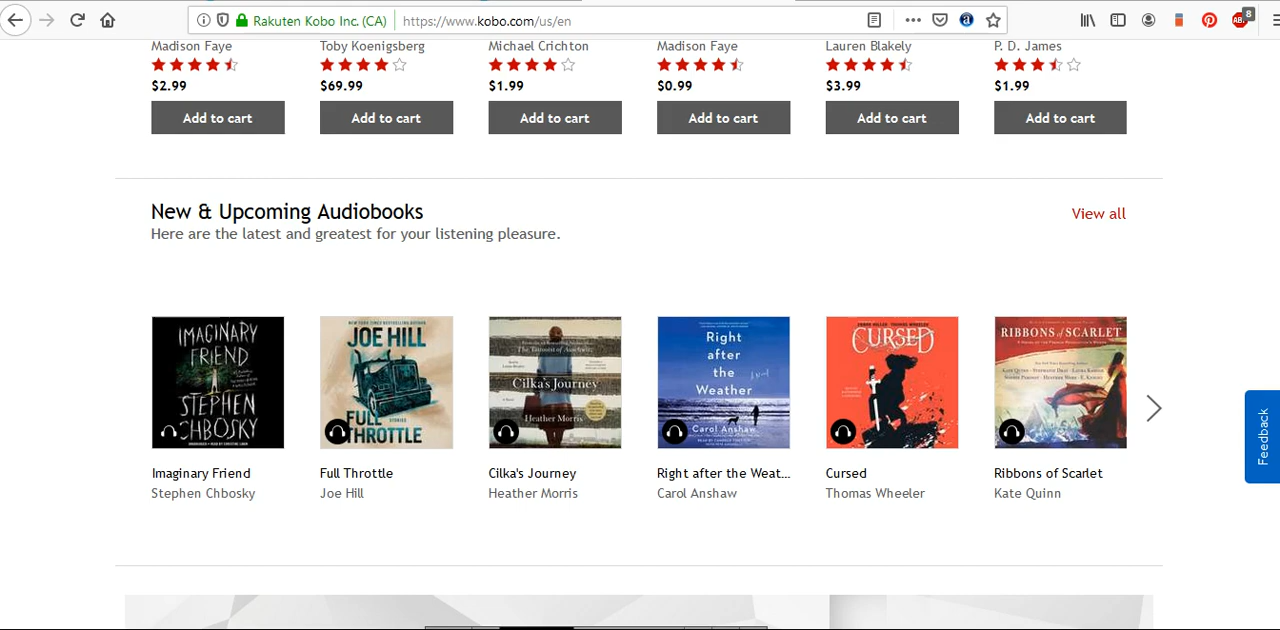 Rakuten Kobo Inc. (CA)
https://www.kobo.com/us/en
8
Madison Faye
Toby Koenigsberg
Michael Crichton
Madison Faye
Lauren Blakely
P. D. James
$2.99
$69.99
$1.99
$0.99
$3.99
$1.99
Add to cart
Add to cart
Add to cart
Add to cart
Add to cart
Add to cart
New & Upcoming Audiobooks
View all
Here are the latest and greatest for your listening pleasure.
IMAGINARY
FRIEND
STEPHEN
CHBOSKY
JOE HILL
FULL
THROTTLE
STORIES
The Tattooist of Auschwitz
Cilka's Journey
Heather Morris
Right
after
the
Weather
Carol Anshaw
CURSED
RIBBONS of SCARLET
Imaginary Friend
Full Throttle
Cilka's Journey
Right after the Weat...
Cursed
Ribbons of Scarlet
Stephen Chbosky
Joe Hill
Heather Morris
Carol Anshaw
Thomas Wheeler
Kate Quinn
Feedback